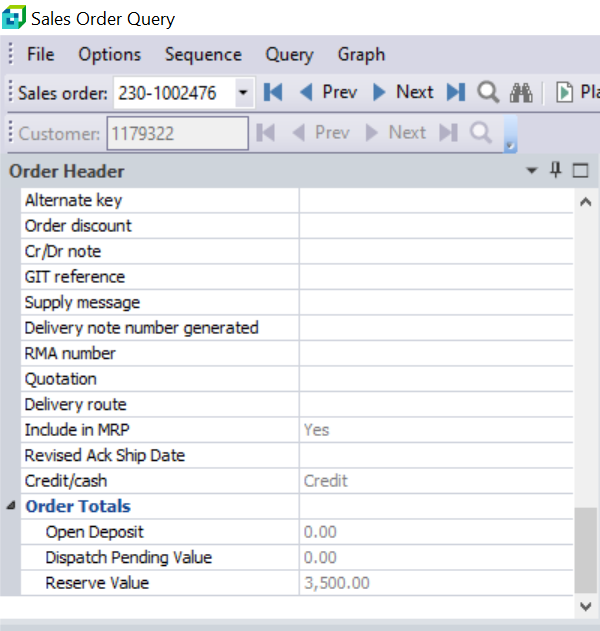 Sales Order Query
File Options Sequence Query Graph
Sales order: 230-1002476 Prev Next Pla
Customer: 1179322 Prev Next
Order Header
Alternate key
Order discount
Cr/Dr note
GIT reference
Supply message
Delivery note number generated
RMA number
Quotation
Delivery route
Include in MRP Yes
Revised Ack Ship Date
Credit/cash Credit
Order Totals
Open Deposit 0.00
Dispatch Pending Value 0.00
Reserve Value 3,500.00